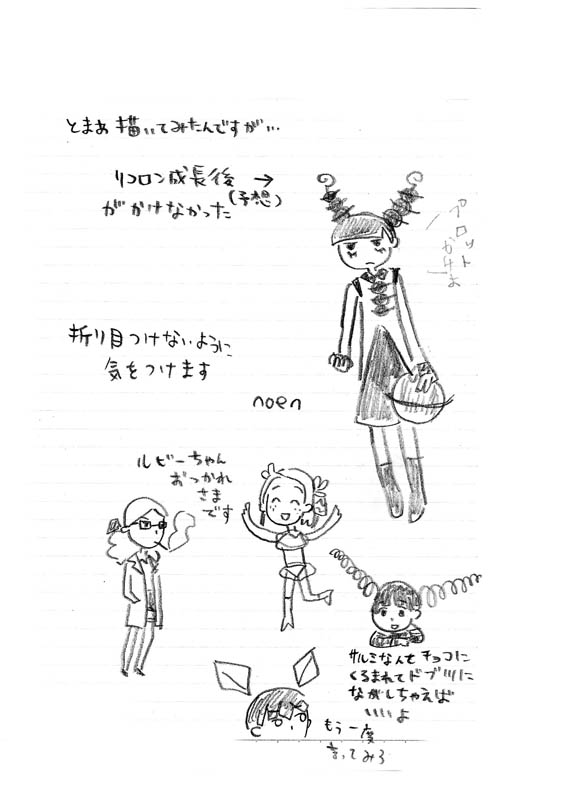 とまぁ描いてみたんですが…
リコロン成長後→
(予想)
がかけなかった
プロット
かけよ
折り目つけないように
気をつけます
noen
ルビーちゃん
おつかれ
さま
です
サルミなんてチョコに
くるまれてドブツに
ながしちゃえば
いいよ
もう一度
言ってみろ